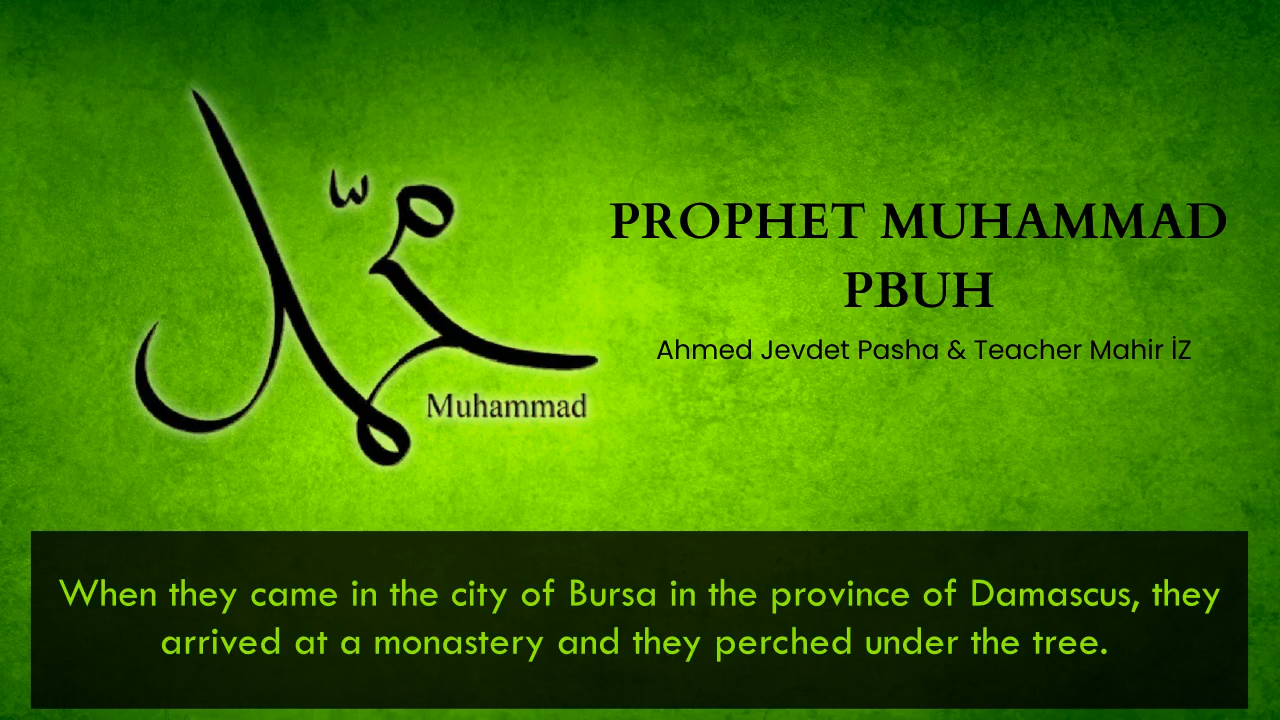 محمد
Muhammad
PROPHET MUHAMMAD
PBUH
Ahmed Jevdet Pasha & Teacher Mahir İZ
When they came in the city of Bursa in the province of Damascus, they
arrived at a monastery and they perched under the tree.